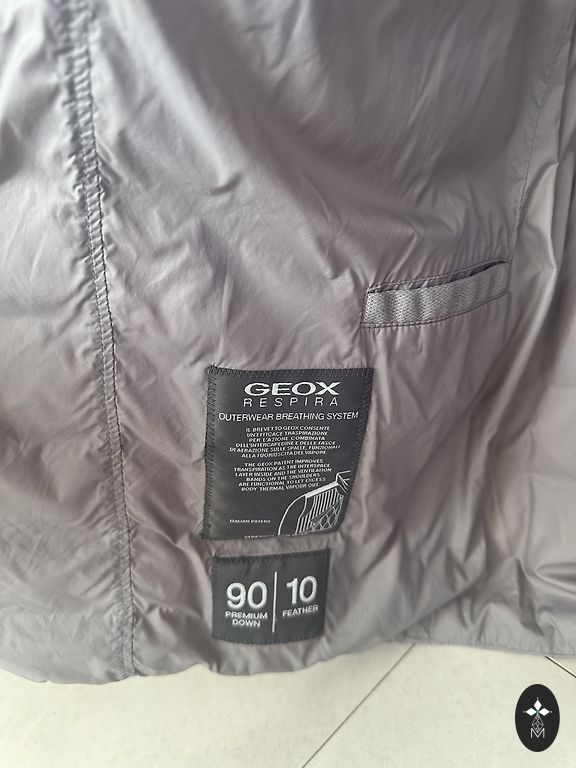 GEOX
RESPIRA
OUTERWEAR BREATHING SYSTEM
IL BREVETTO GEOX CONSENTE
UN'EFFICACE TRASPIRAZIONE
PER L'AZIONE COMBINATA
DELL'INTERCAPEDINE E DELLE FASCE
DI AERAZIONE SULLE SPALLE, FUNZIONALI
ALLA FUORIUSCITA DEL VAPORE
THE GEOX PATENT IMPROVES
TRANSPIRATION AS THE INTERSPACE
LAYER INSIDE AND THE VENTILATION
BANDS ON THE SHOULDERS
ARE FUNCTIONAL TO LET EXCESS
BODY THERMAL VAPOUR OUT
ITALIAN PATENT
90 10
PREMIUM FEATHER
DOWN
M